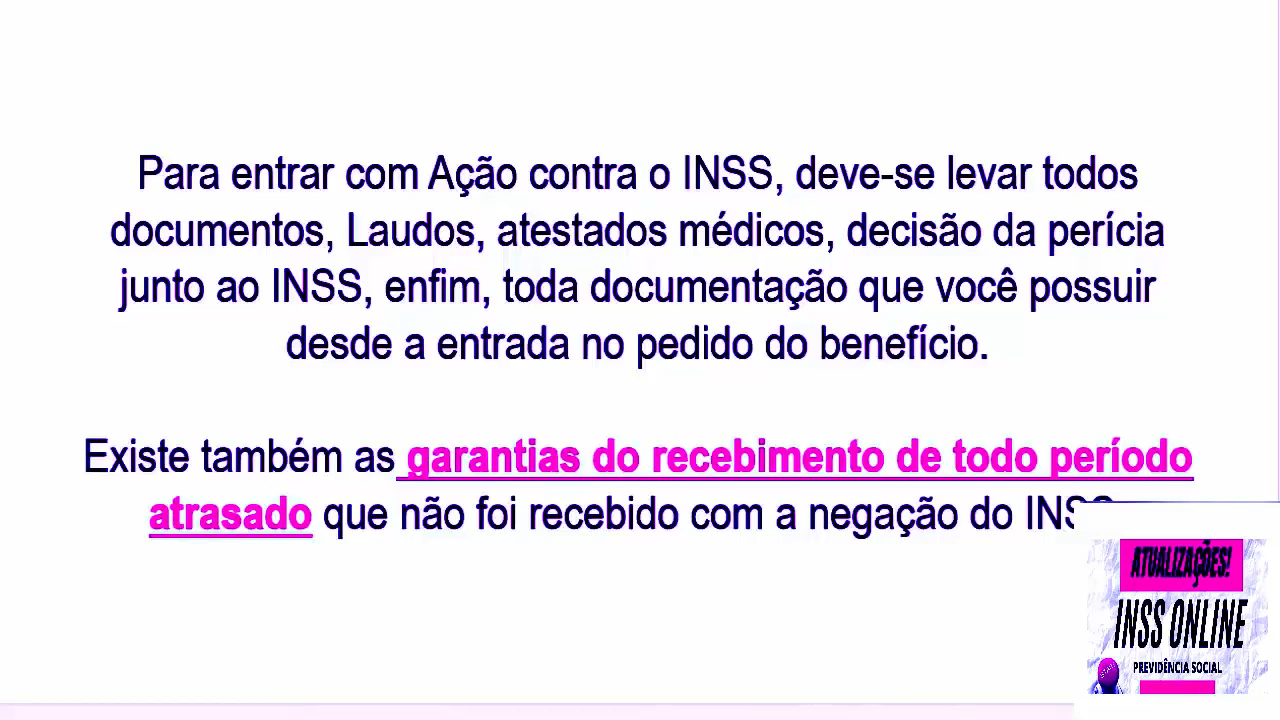 Para entrar com Ação contra o INSS, deve-se levar todos
documentos, Laudos, atestados médicos, decisão da perícia
junto ao INSS, enfim, toda documentação que você possuir
desde a entrada no pedido do benefício.
Existe também as garantias do recebimento de todo período
atrasado que não foi recebido com a negação do INSS
ATUALIZAÇÕES!
INSS ONLINE
PREVIDÊNCIA SOCIAL